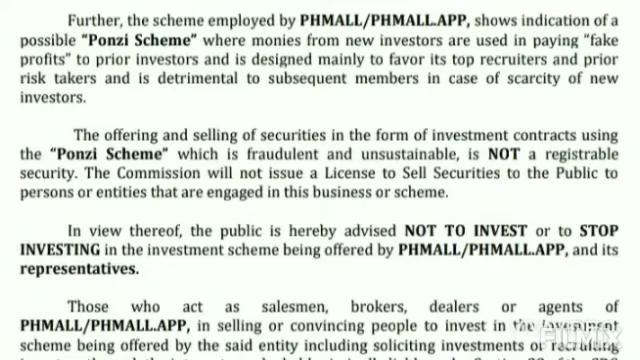 Further, the scheme employed by PHMALL/PHMALL.APP, shows indication of a
possible "Ponzi Scheme" where monies from new investors are used in paying "fake
profits" to prior investors and is designed mainly to favor its top recruiters and prior
risk takers and is detrimental to subsequent members in case of scarcity of new
investors.
The offering and selling of securities in the form of investment contracts using
the "Ponzi Scheme" which is fraudulent and unsustainable, is NOT a registrable
security. The Commission will not issue a License to Sell Securities to the Public to
persons or entities that are engaged in this business or scheme.
In view thereof, the public is hereby advised NOT TO INVEST or to STOP
INVESTING in the investment scheme being offered by PHMALL/PHMALL.APP, and its
representatives.
Those who act as salesmen, brokers, dealers or agents of
PHMALL/PHMALL.APP, in selling or convincing people to invest in the investment
scheme being offered by the said entity including soliciting investments or recruiting